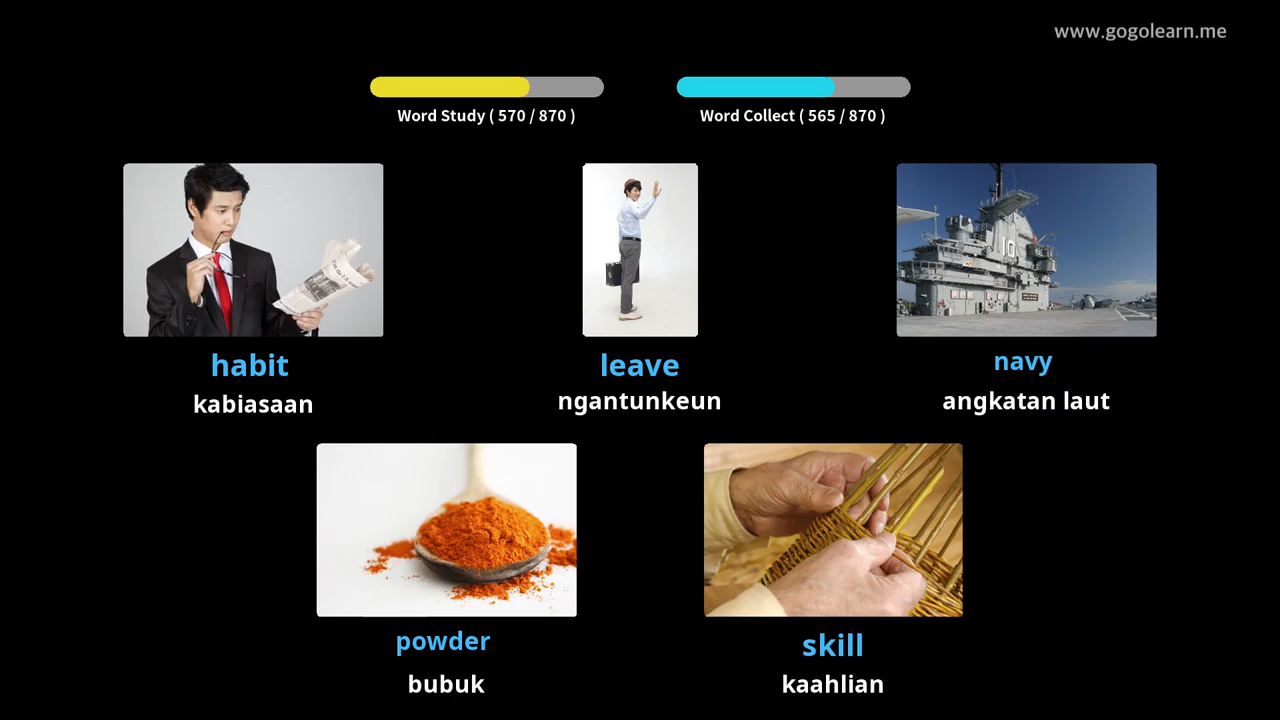 www.gogolearn.me
Word Study ( 570 / 870 )
Word Collect ( 565 / 870 )
habit
kabiasaan
leave
ngantunkeun
navy
angkatan laut
10
powder
bubuk
skill
kaahlian